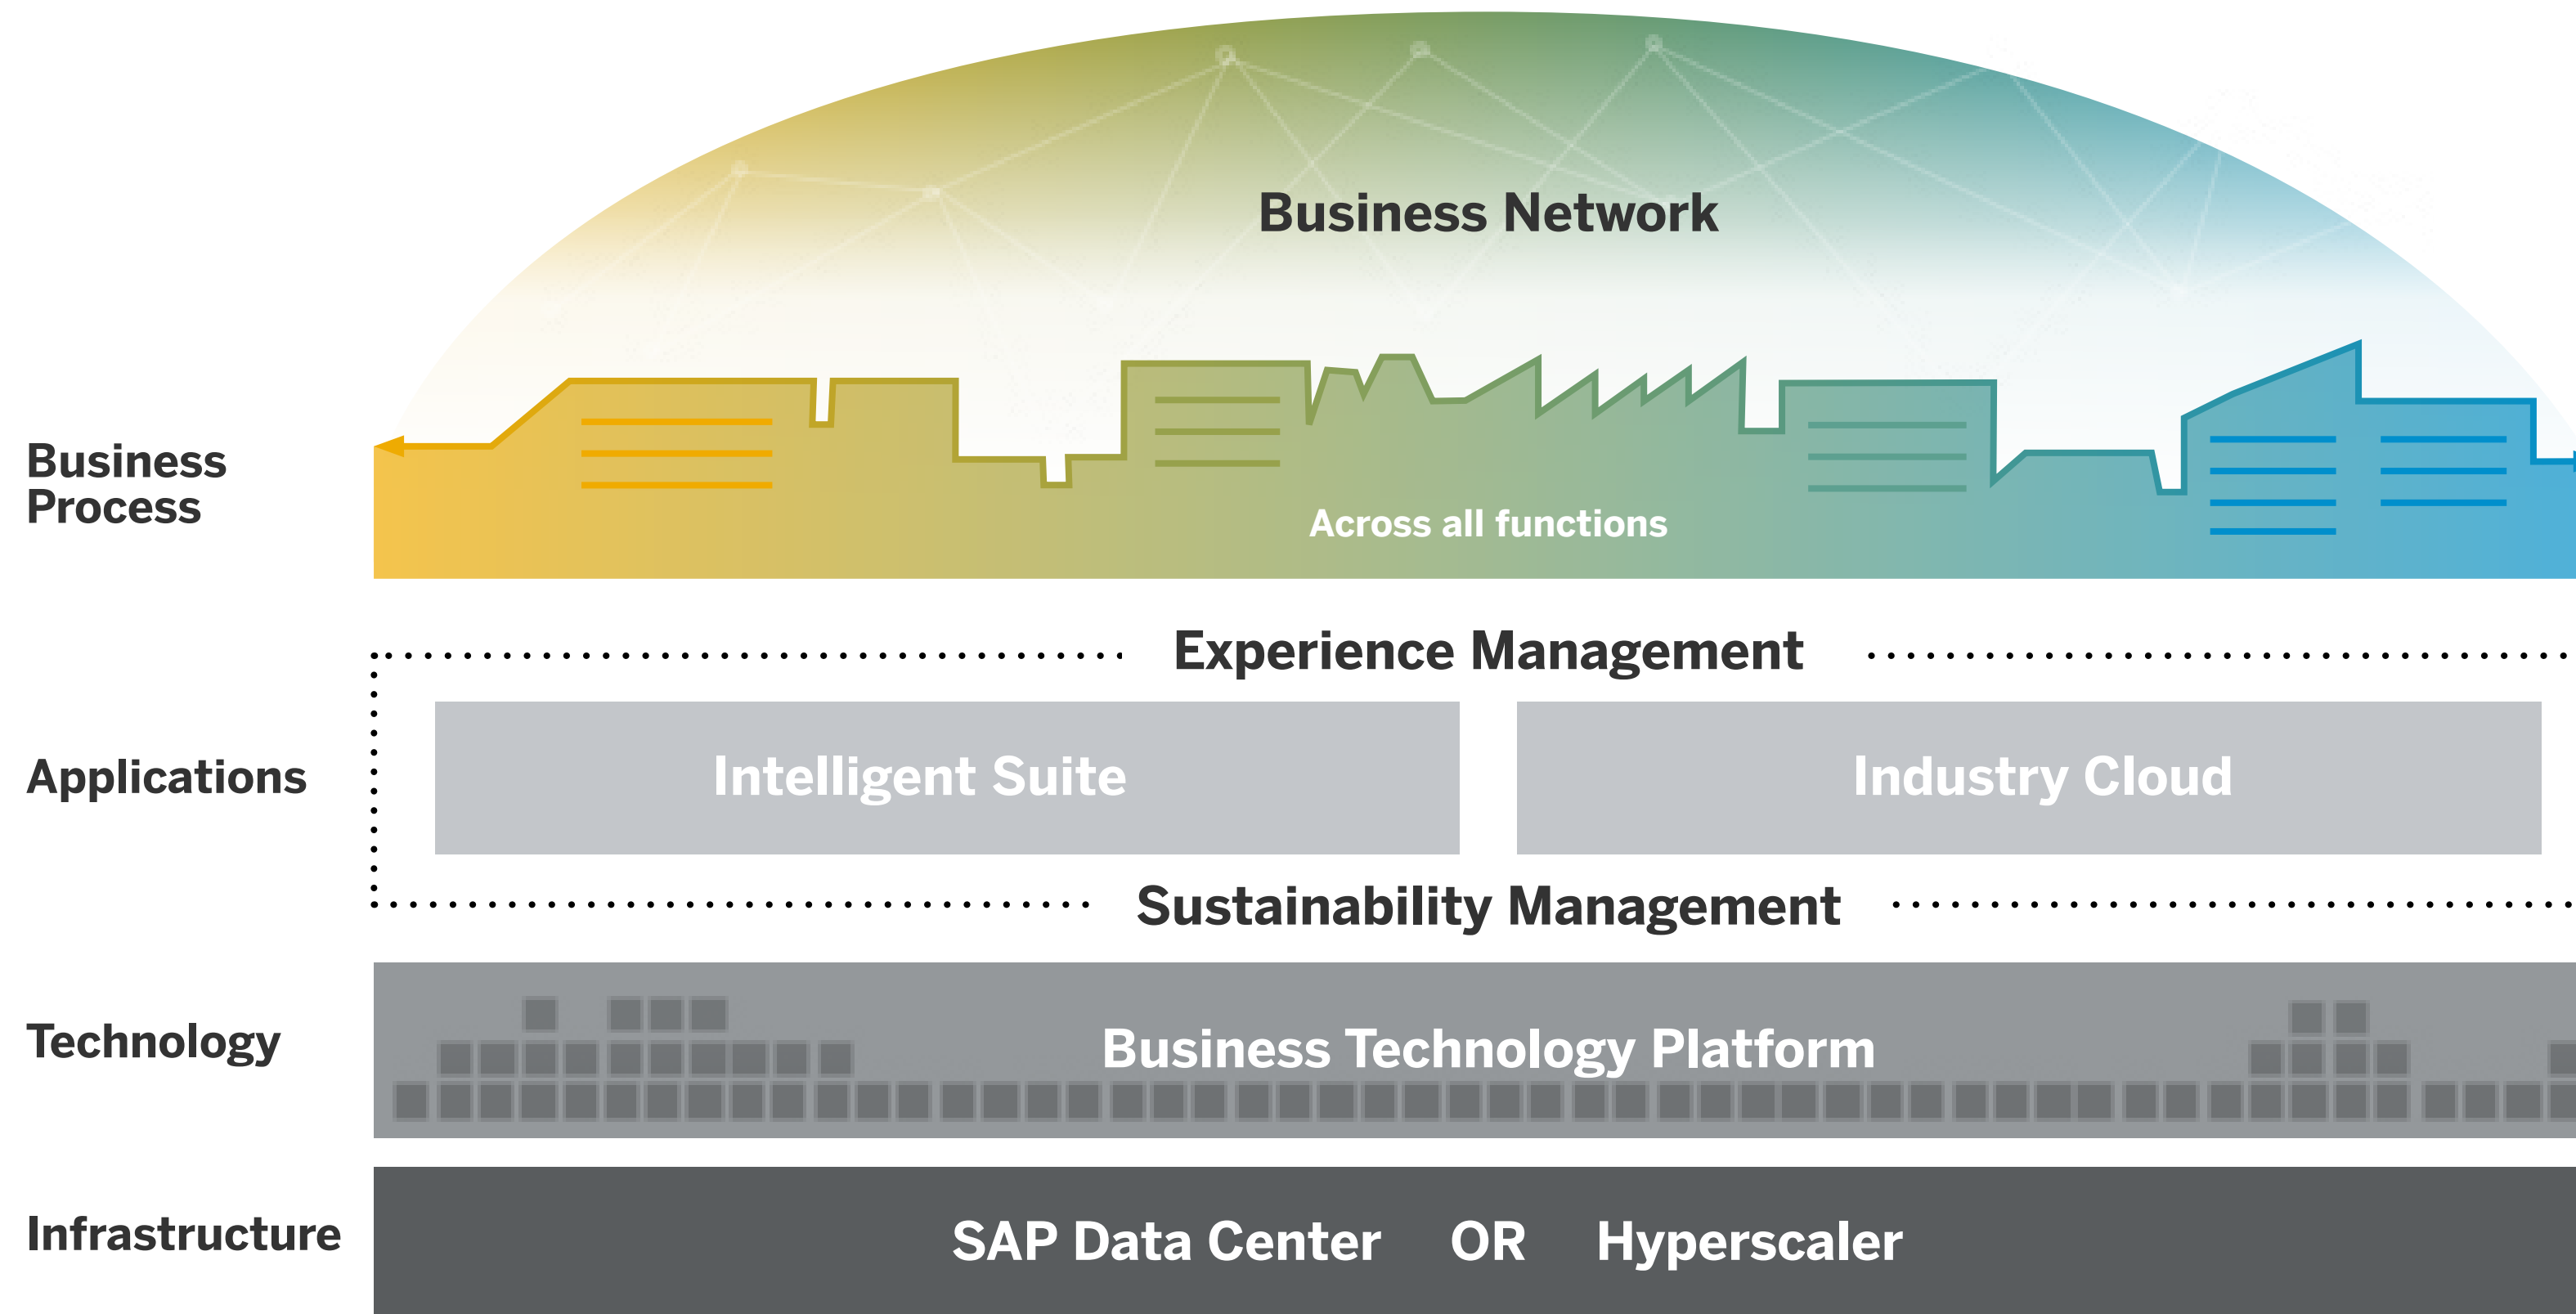 Business Network
Business
Process
Across all functions
Experience Management
Applications
Intelligent Suite
Industry Cloud
Sustainability Management
Technology
Business Technology Platform
Infrastructure
SAP Data Center OR Hyperscaler